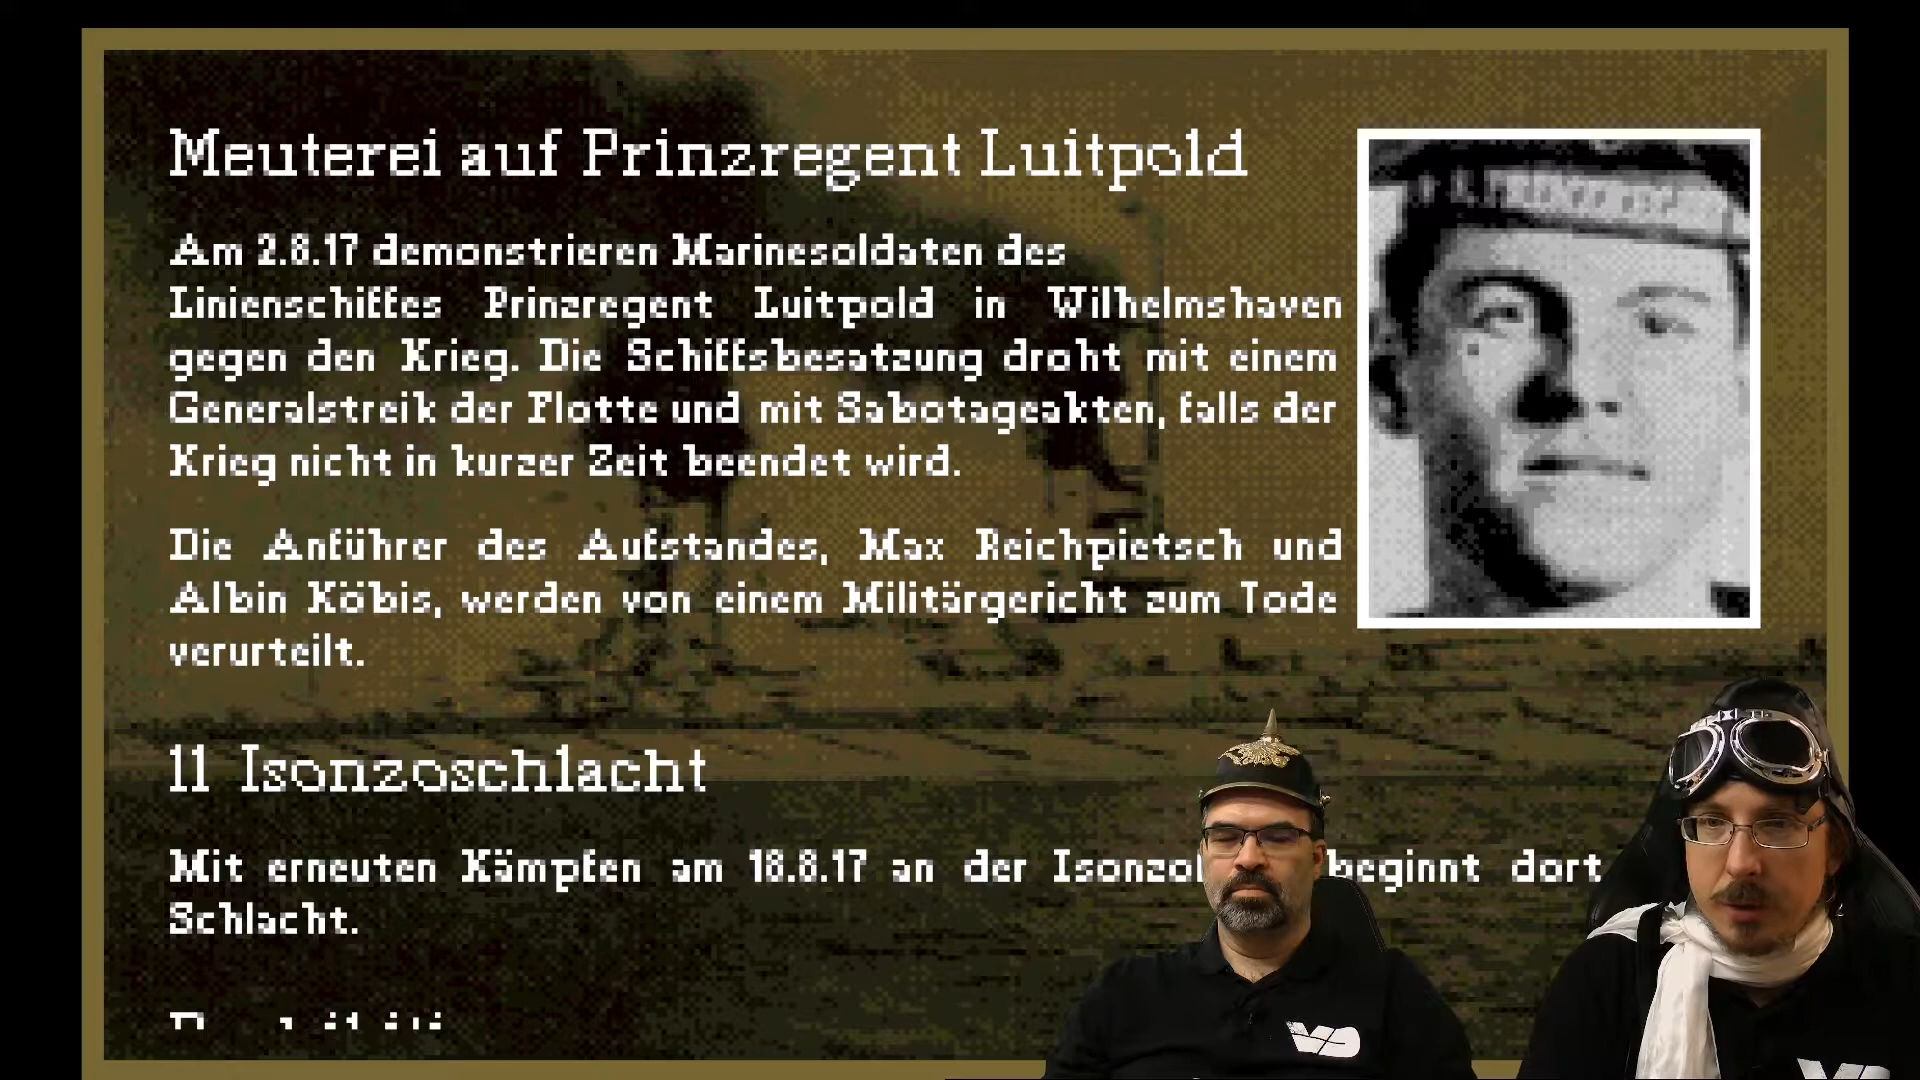 Meuterei auf Prinzregent Luitpold
Am 2.8.17 demonstrieren Marinesoldaten des
Linienschiffes Prinzregent Luitpold in Wilhelmshaven
gegen den Krieg. Die Schiffsbesatzung droht mit einem
Generalstreik der Flotte und mit Sabotageakten, falls der
Krieg nicht in kurzer Zeit beendet wird.
Die Anführer des Aufstandes, Max Reichpietsch und
Albin Köbis, werden von einem Militärgericht zum Tode
verurteilt.
11 Isonzoschlacht
Mit erneuten Kämpfen am 18.8.17 an der beginnt dort
Schlacht.